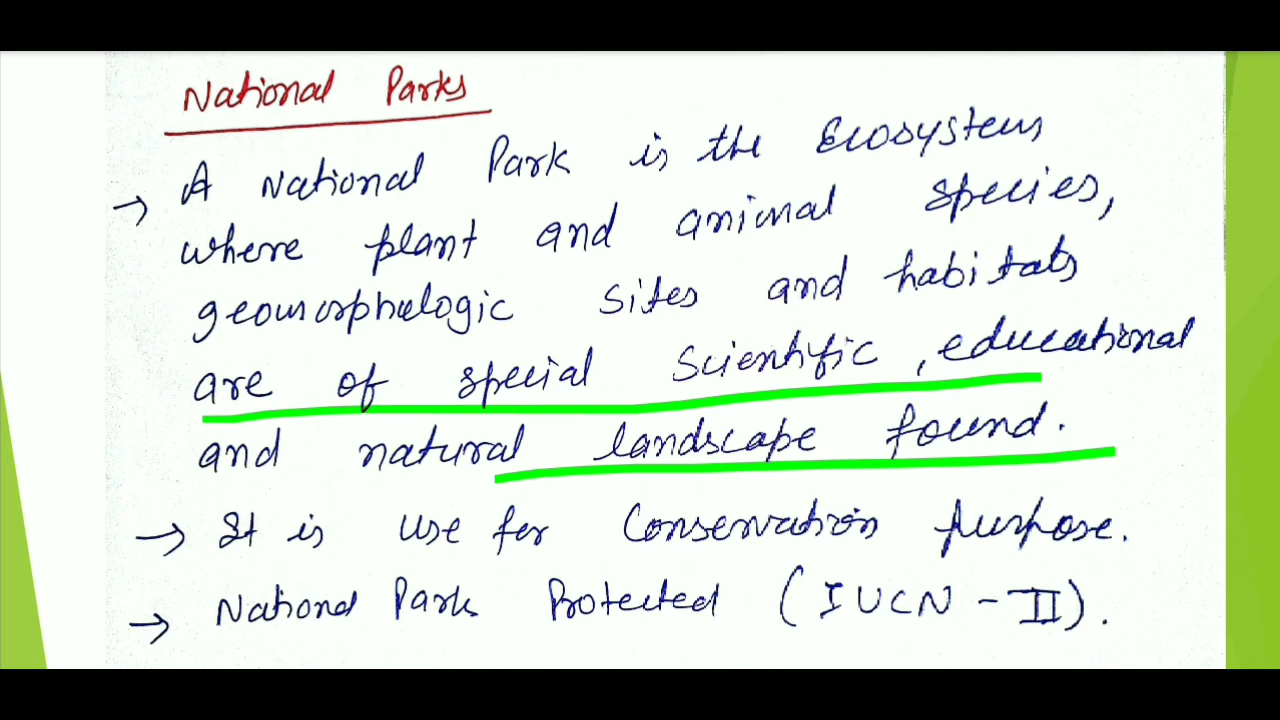 National Parks
→ A National Park is the Ecosystem
where plant and animal species,
geomorphologic sites and habitats
are of special Scientific, educational
and natural landscape found.
→ It is use for Conservation purpose.
→ National Park Protected (IUCN - II).